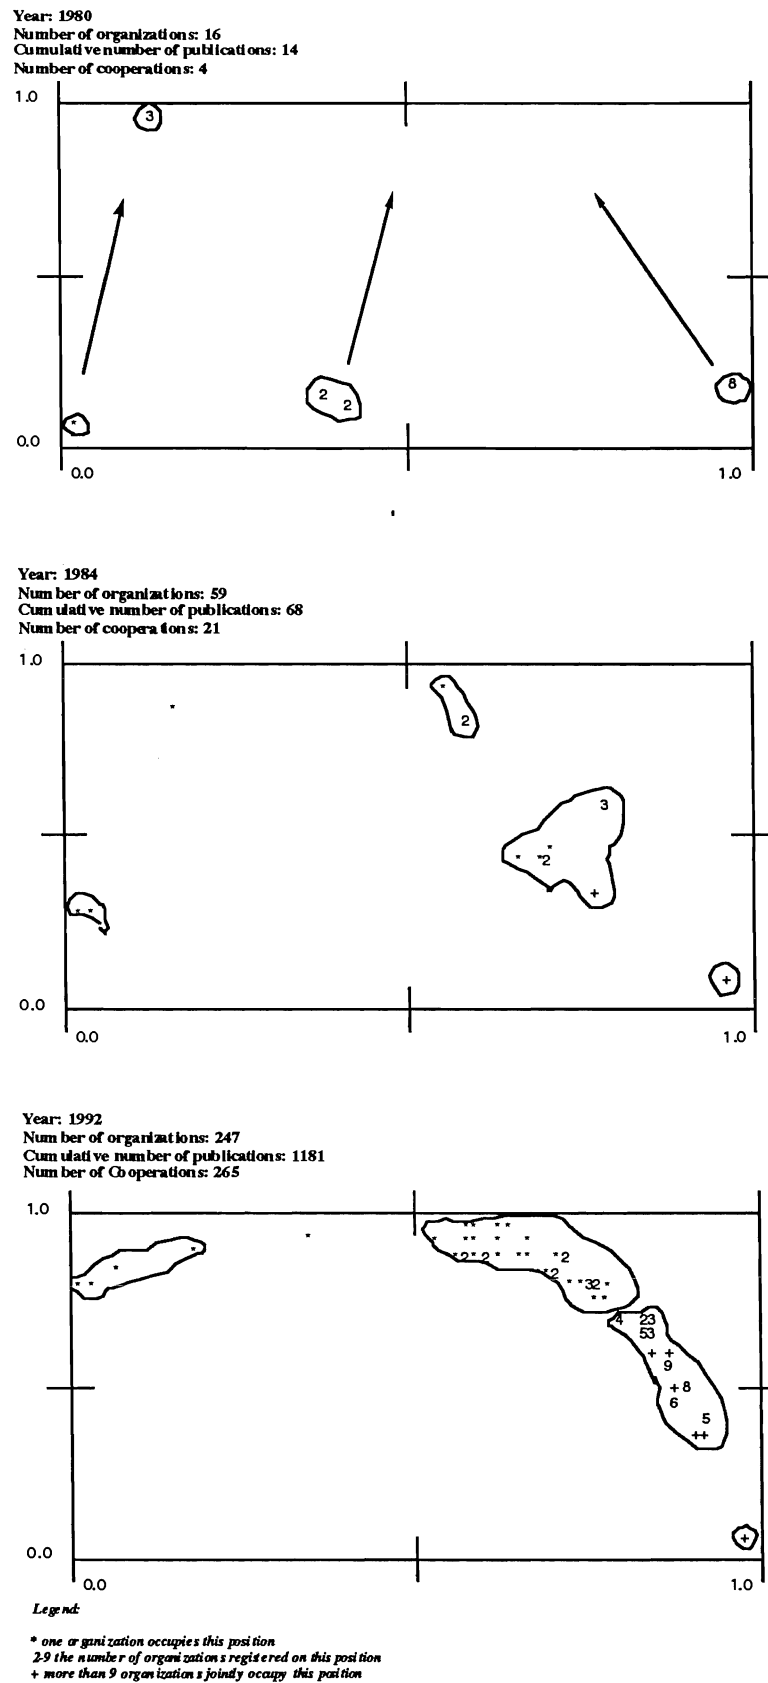 Year: 1980
Number of organizations: 16
Cumulative number of publications: 14
Number of cooperations: 4
1.0
3
8
2
2
*
0.0
0.0 1.0
Year: 1984
Number of organizations: 59
Cumulative number of publications: 68
Number of cooperations: 21
1.0
*
*
2
3
*
* *2
+
* *
+
0.0
0.0 1.0
Year: 1992
Number of organizations: 247
Cumulative number of publications: 1181
Number of Cooperations: 265
1.0
** **
* ** * *
* *2* 2 * ** *2
* *2
* * * ** 32 *
**
4 23
53
+ +
9
+ 8
6
5
++
+
0.0
0.0 1.0
Legend:
* one organization occupies this position
2-9 the number of organizations registered on this position
+ more than 9 organizations jointly occupy this position